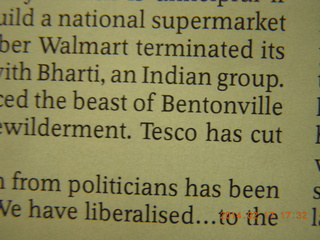 uild a national supermarket
ber Walmart terminated its
with Bharti, an Indian group.
ced the beast of Bentonville
ewilderment. Tesco has cut
n from politicians has been
We have liberalised...to the